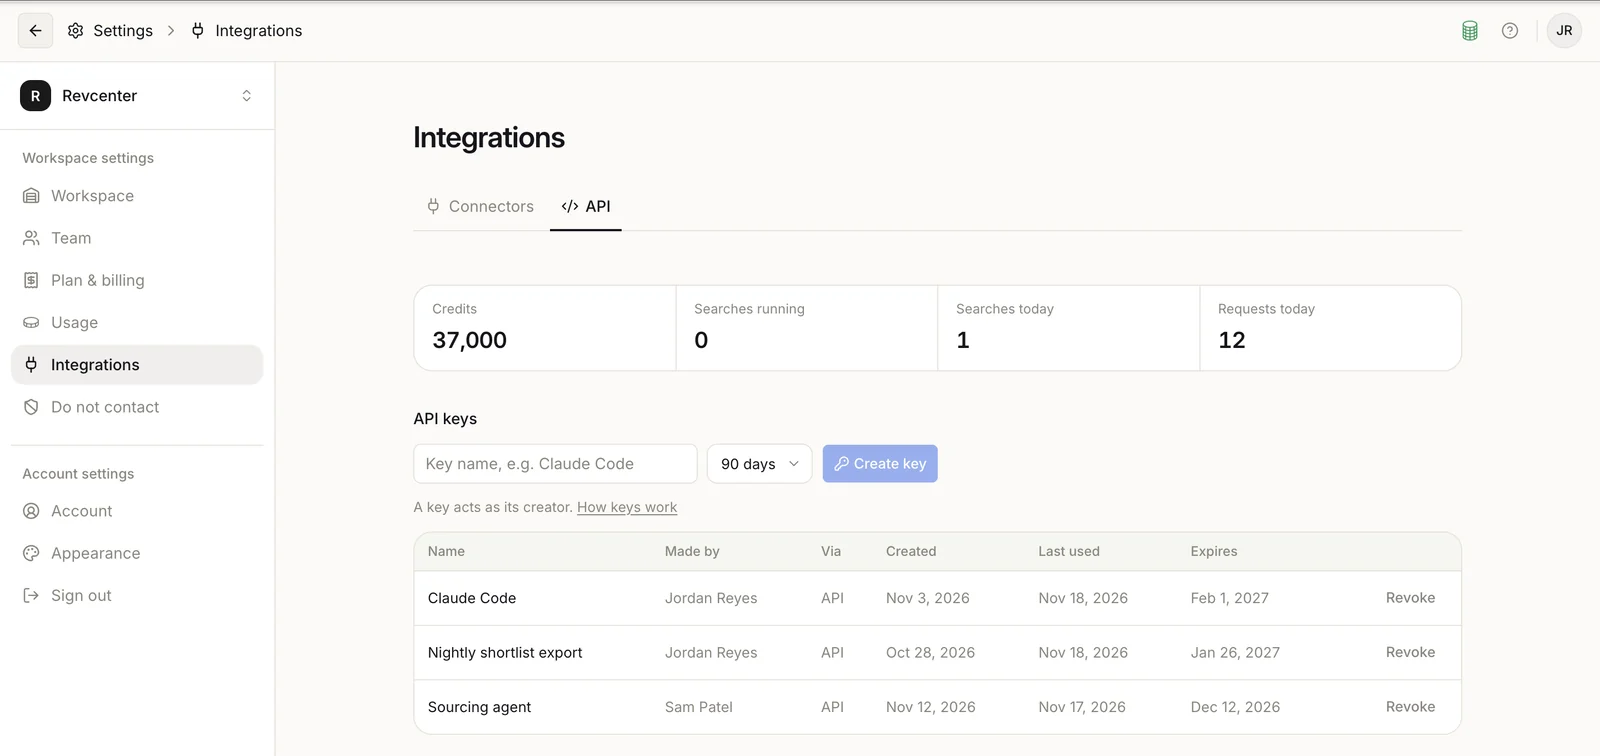 Settings > Integrations
JR
R Revcenter
Workspace settings
Workspace
Team
Plan & billing
Usage
Integrations
Do not contact
Account settings
Account
Appearance
Sign out
Integrations
Connectors </> API
Credits Searches running Searches today Requests today
37,000 0 1 12
API keys
Key name, e.g. Claude Code 90 days Create key
A key acts as its creator. How keys work
Name Made by Via Created Last used Expires
Claude Code Jordan Reyes API Nov 3, 2026 Nov 18, 2026 Feb 1, 2027 Revoke
Nightly shortlist export Jordan Reyes API Oct 28, 2026 Nov 18, 2026 Jan 26, 2027 Revoke
Sourcing agent Sam Patel API Nov 12, 2026 Nov 17, 2026 Dec 12, 2026 Revoke